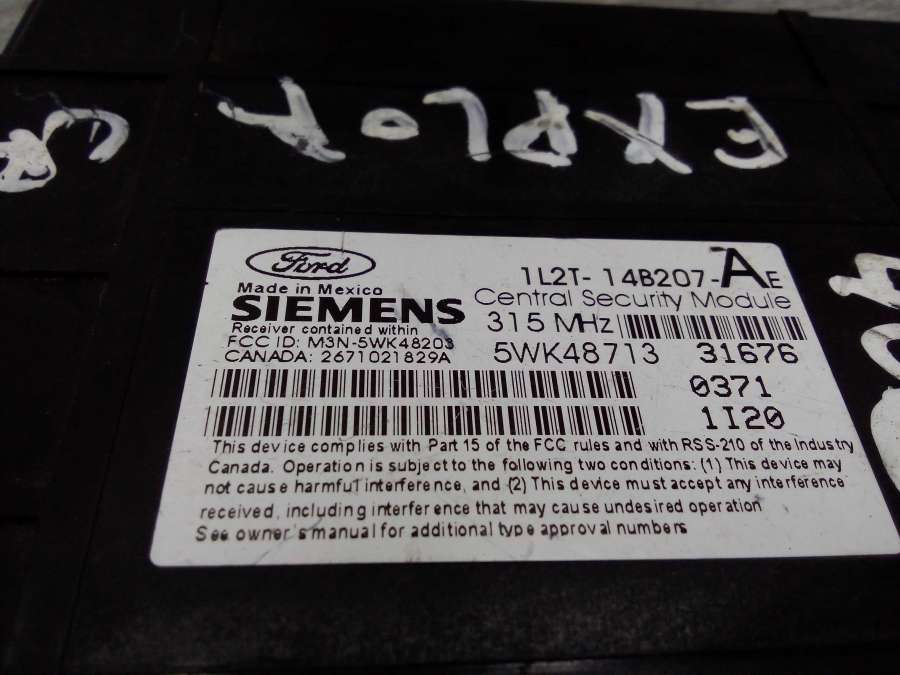 EXPLOR
Ford
1L2T- 14B207-AE
Made in Mexico
Central Security Module
SIEMENS
315 MHz
Receiver contained within
FCC ID: M3N-5WK48203
5WK48713 31676
CANADA: 2671021829A
0371
1I20
This device complies with Part 15 of the FCC rules and with RSS-210 of the Industry
Canada. Operation is subject to the following two conditions: (1) This device may
not cause harmful interference, and (2) This device must accept any interference
received, including interference that may cause undesired operation
See owner's manual for additional type approval numbers